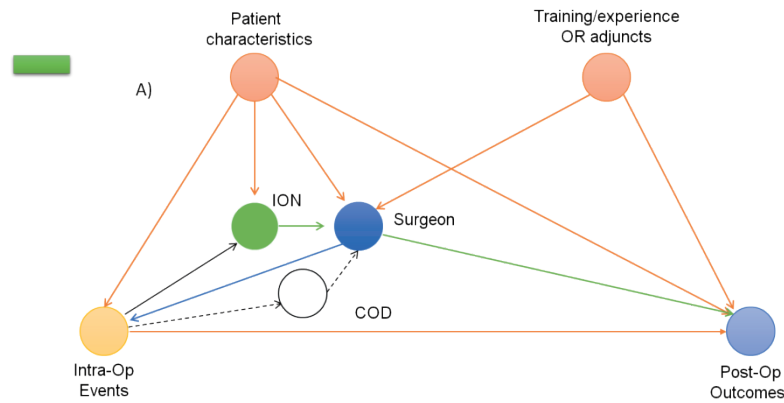 Patient
characteristics
Training/experience
OR adjuncts
A)
ION
Surgeon
COD
Intra-Op
Events
Post-Op
Outcomes